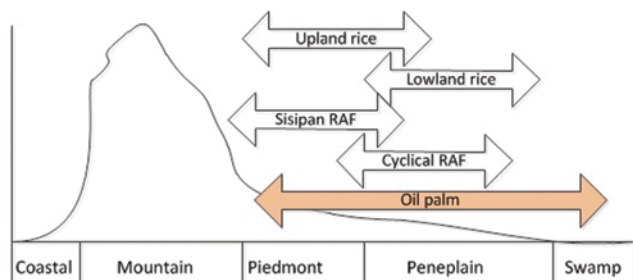 Upland rice
Lowland rice
Sisipan RAF
Cyclical RAF
Oil palm
Coastal
Mountain
Piedmont
Peneplain
Swamp